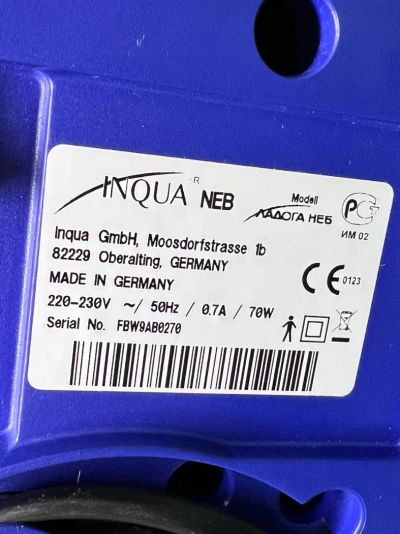 INQUA R NEB
Modell
ЛАДОГА НЕБ
PG
ИМ 02
Inqua GmbH, Moosdorfstrasse 1b
82229 Oberalting, GERMANY
MADE IN GERMANY
CE 0123
220-230V ~/ 50Hz / 0.7A / 70W
Serial No. FBW9AB0270